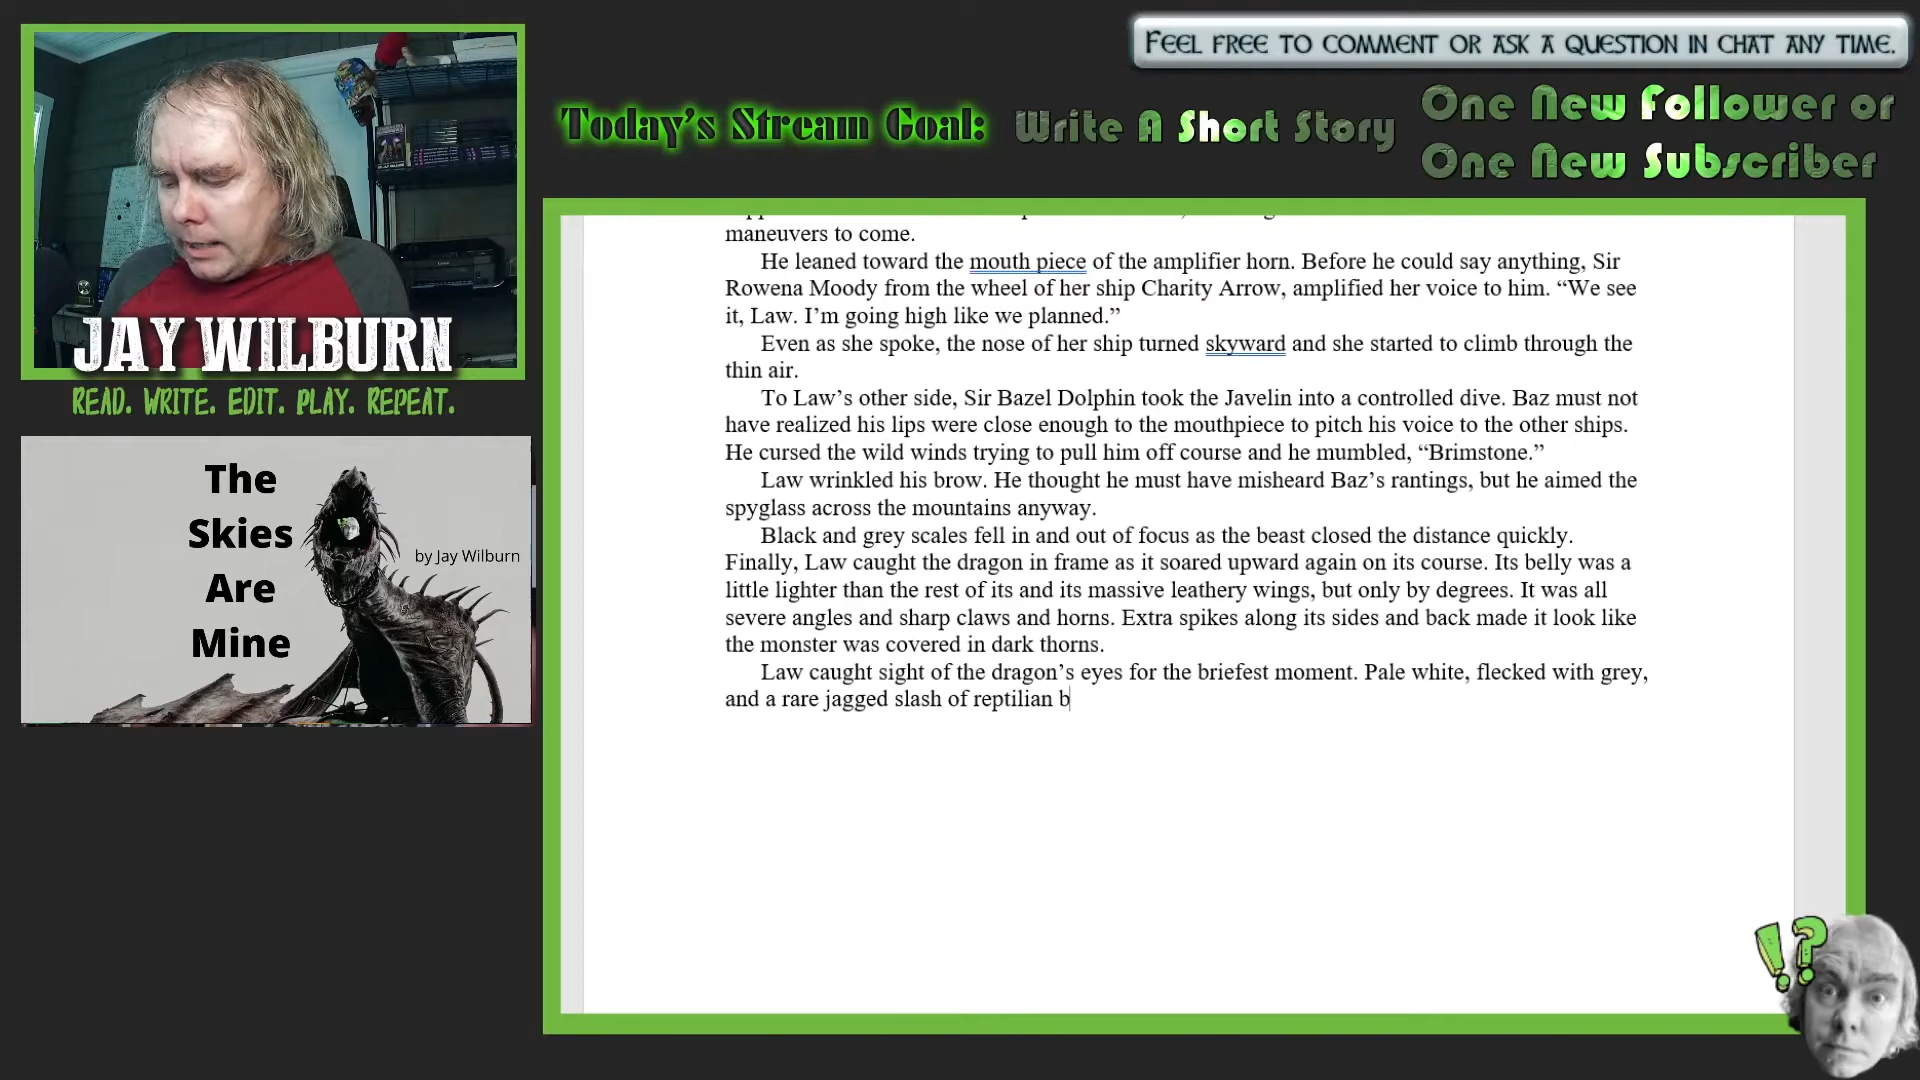 FEEL FREE TO COMMENT OR ASK A QUESTION IN CHAT ANY TIME.
Today's Stream Goal:
Write A Short Story
One New Follower or
One New Subscriber
JAY WILBURN
READ. WRITE. EDIT. PLAY. REPEAT.
The
Skies
Are
Mine
by Jay Wilburn
maneuvers to come.
He leaned toward the mouth piece of the amplifier horn. Before he could say anything, Sir
Rowena Moody from the wheel of her ship Charity Arrow, amplified her voice to him. “We see
it, Law. I’m going high like we planned.”
Even as she spoke, the nose of her ship turned skyward and she started to climb through the
thin air.
To Law’s other side, Sir Bazel Dolphin took the Javelin into a controlled dive. Baz must not
have realized his lips were close enough to the mouthpiece to pitch his voice to the other ships.
He cursed the wild winds trying to pull him off course and he mumbled, “Brimstone.”
Law wrinkled his brow. He thought he must have misheard Baz’s rantings, but he aimed the
spyglass across the mountains anyway.
Black and grey scales fell in and out of focus as the beast closed the distance quickly.
Finally, Law caught the dragon in frame as it soared upward again on its course. Its belly was a
little lighter than the rest of its and its massive leathery wings, but only by degrees. It was all
severe angles and sharp claws and horns. Extra spikes along its sides and back made it look like
the monster was covered in dark thorns.
Law caught sight of the dragon’s eyes for the briefest moment. Pale white, flecked with grey,
and a rare jagged slash of reptilian b
!?